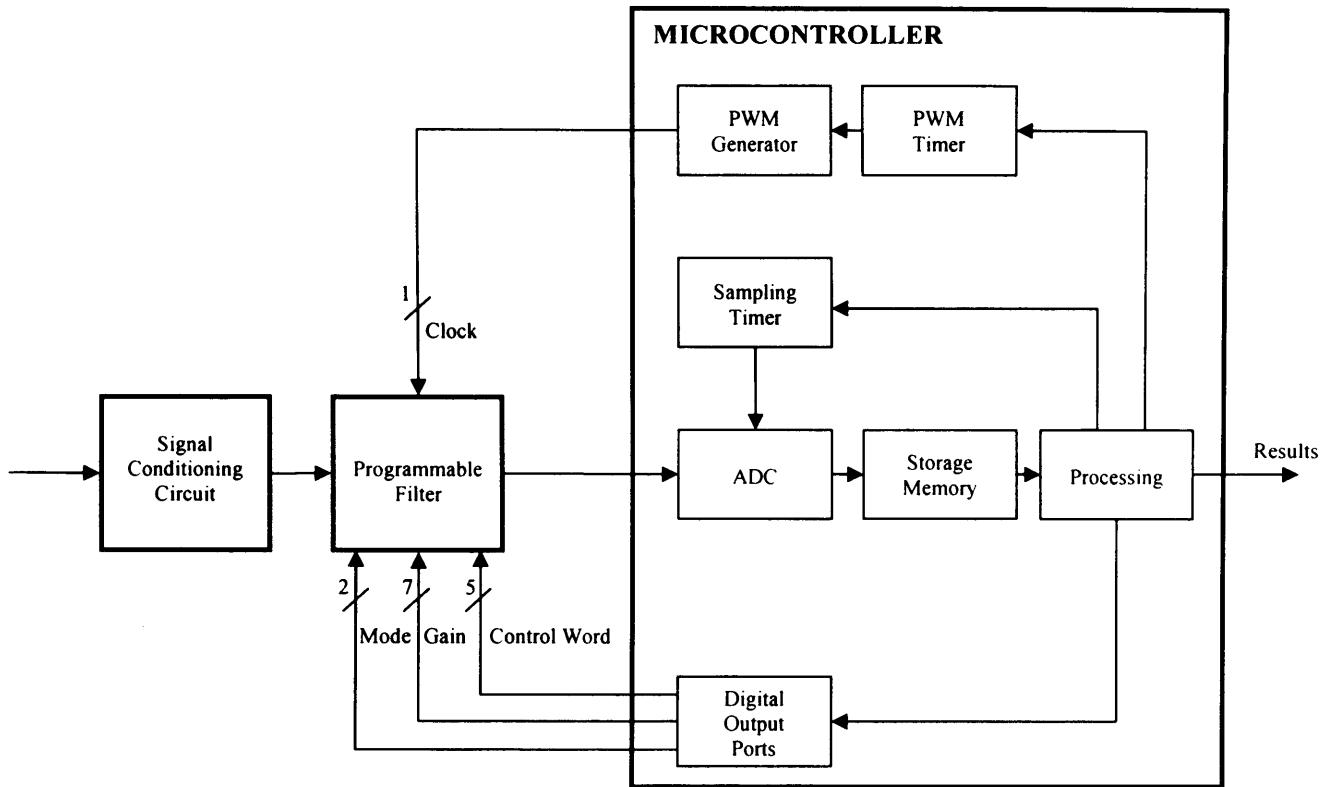 MICROCONTROLLER
PWM
Generator
PWM
Timer
1
Clock
Sampling
Timer
Signal
Conditioning
Circuit
Programmable
Filter
ADC
Storage
Memory
Processing
Results
2
7
5
Mode
Gain
Control Word
Digital
Output
Ports